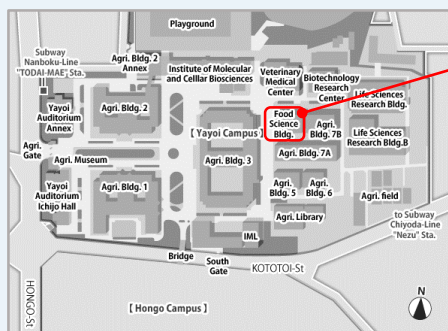 Playground
Subway
Nanboku-Line
"TODAI-MAE" Sta.
Agri. Bldg. 2
Annex
Institute of Molecular
and Celllar Biosciences
Veterinary
Medical
Center
Biotechnology
Research
Center
Life Sciences
Research Bldg.
Yayoi
Auditorium
Annex
Agri. Bldg. 2
【 Yayoi Campus 】
Food
Science
Bldg.
Agri.
Bldg. 7B
Life Sciences
Research Bldg.B
Agri.
Gate
Agri. Museum
Agri. Bldg. 3
Agri. Bldg. 7A
Yayoi
Auditorium
Ichijo Hall
Agri. Bldg. 1
Agri.
Bldg. 5
Agri.
Bldg. 6
Agri. field
Agri. Library
to Subway
Chiyoda-Line
"Nezu" Sta.
IML
Bridge
South
Gate
KOTOTOI-St
HONGO-St
【 Hongo Campus 】
N